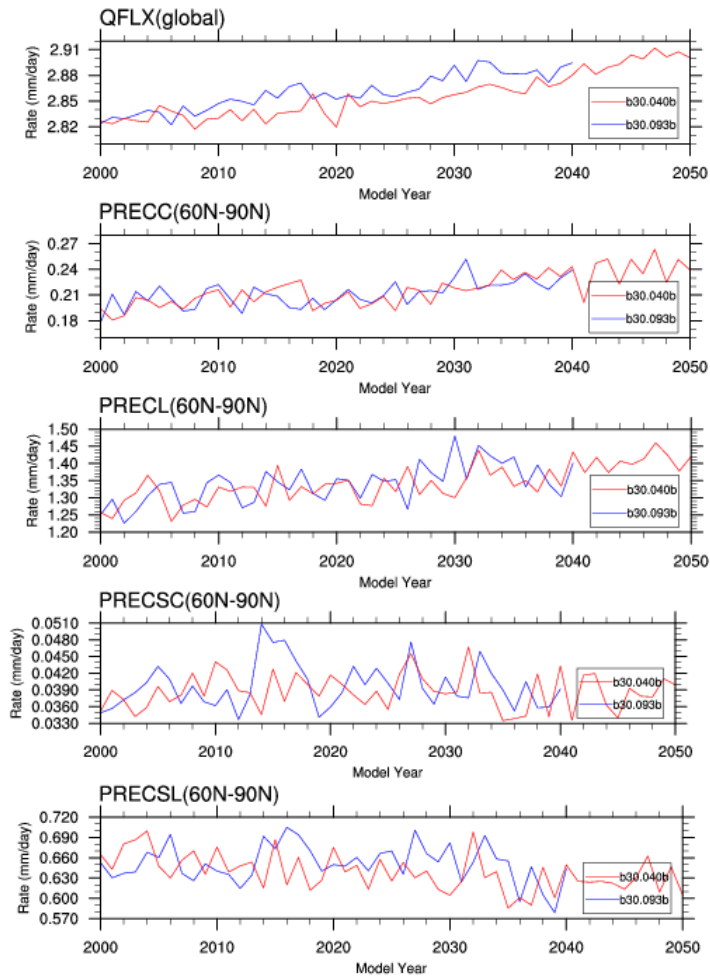 QFLX(global)
Rate (mm/day)
2.91
2.88
2.85
2.82
b30.040b
b30.093b
2000 2010 2020 2030 2040 2050
Model Year
PRECC(60N-90N)
Rate (mm/day)
0.27
0.24
0.21
0.18
b30.040b
b30.093b
2000 2010 2020 2030 2040 2050
Model Year
PRECL(60N-90N)
Rate (mm/day)
1.50
1.40
1.30
1.25
1.20
b30.040b
b30.093b
2000 2010 2020 2030 2040 2050
Model Year
PRECSC(60N-90N)
Rate (mm/day)
0.0510
0.0480
0.0450
0.0420
0.0390
0.0360
0.0330
b30.040b
b30.093b
2000 2010 2020 2030 2040 2050
Model Year
PRECSL(60N-90N)
Rate (mm/day)
0.720
0.690
0.660
0.630
0.600
0.570
b30.040b
b30.093b
2000 2010 2020 2030 2040 2050
Model Year